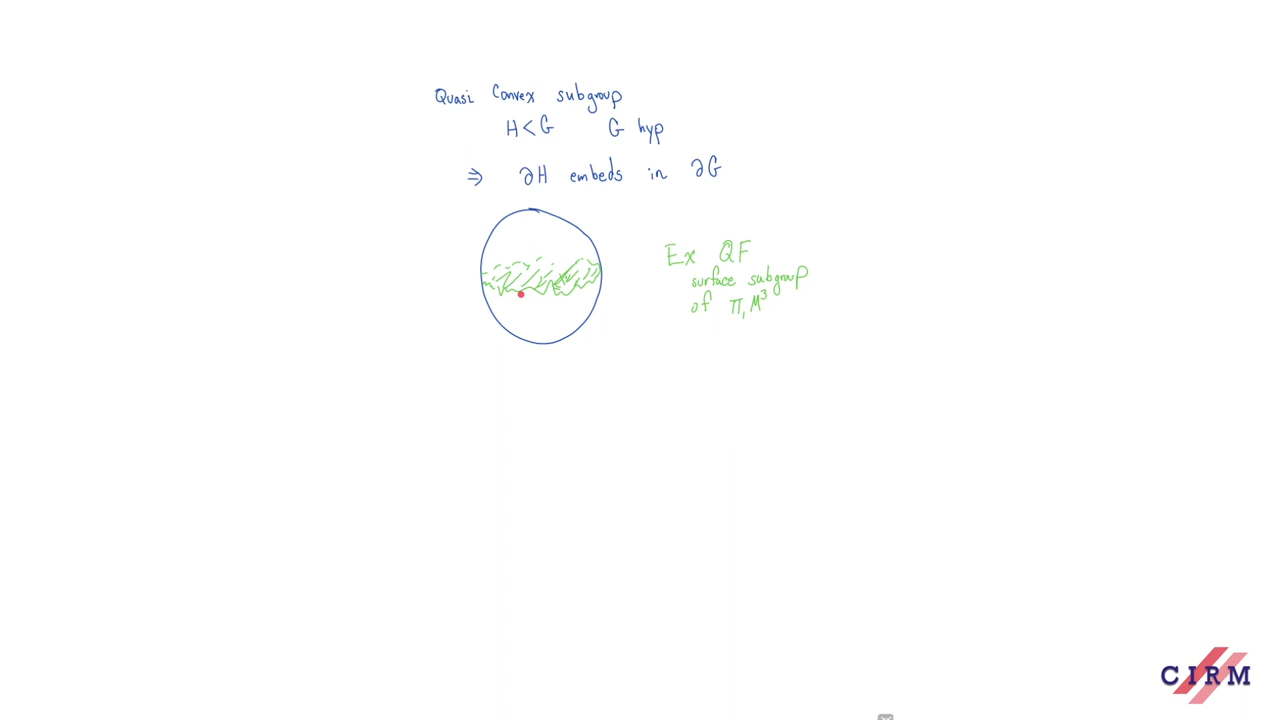 Quasi Convex subgroup
H < G G hyp
⇒ ∂H embeds in ∂G
Ex QF
surface subgroup
of π₁M³
CIRM